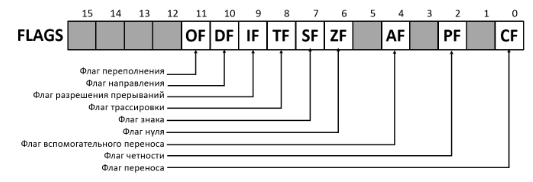 15 14 13 12 11 10 9 8 7 6 5 4 3 2 1 0
FLAGS OF DF IF TF SF ZF AF PF CF
Флаг переполнения
Флаг направления
Флаг разрешения прерываний
Флаг трассировки
Флаг знака
Флаг нуля
Флаг вспомогательного переноса
Флаг четности
Флаг переноса